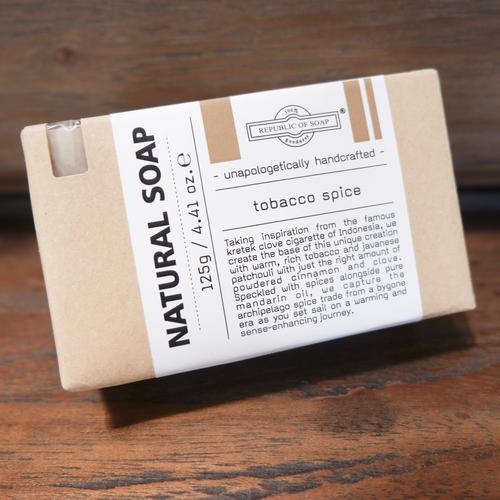 NATURAL SOAP
125g / 4.41 oz. ℮
100%
REPUBLIC OF SOAP ®
goodness
- unapologetically handcrafted -
tobacco spice
Taking inspiration from the famous
kretek clove cigarette of Indonesia, we
create the base of this unique creation
with warm, rich tobacco and javanese
patchouli with just the right amount of
powdered cinnamon and clove.
Speckled with spices alongside pure
mandarin oil, we capture the
archipelago spice trade from a bygone
era as you set sail on a warming and
sense-enhancing journey.